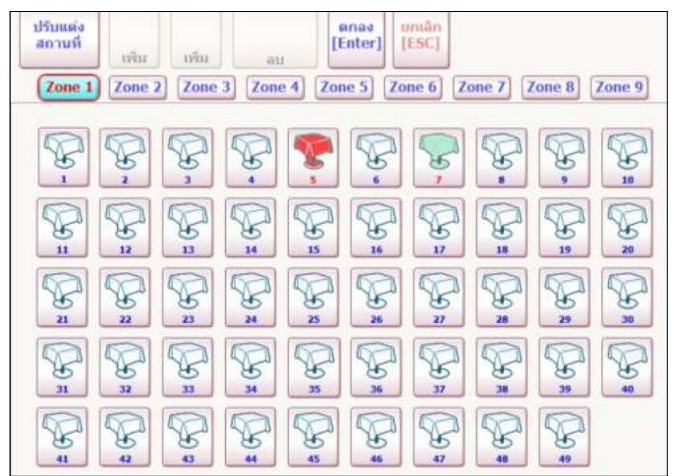 ปรับแต่ง
สถานที่
เพิ่ม เพิ่ม ลบ
ตกลง
[Enter]
ยกเลิก
[ESC]
Zone 1 Zone 2 Zone 3 Zone 4 Zone 5 Zone 6 Zone 7 Zone 8 Zone 9
1 2 3 4 5 6 7 8 9 10
11 12 13 14 15 16 17 18 19 20
21 22 23 24 25 26 27 28 29 30
31 32 33 34 35 36 37 38 39 40
41 42 43 44 45 46 47 48 49